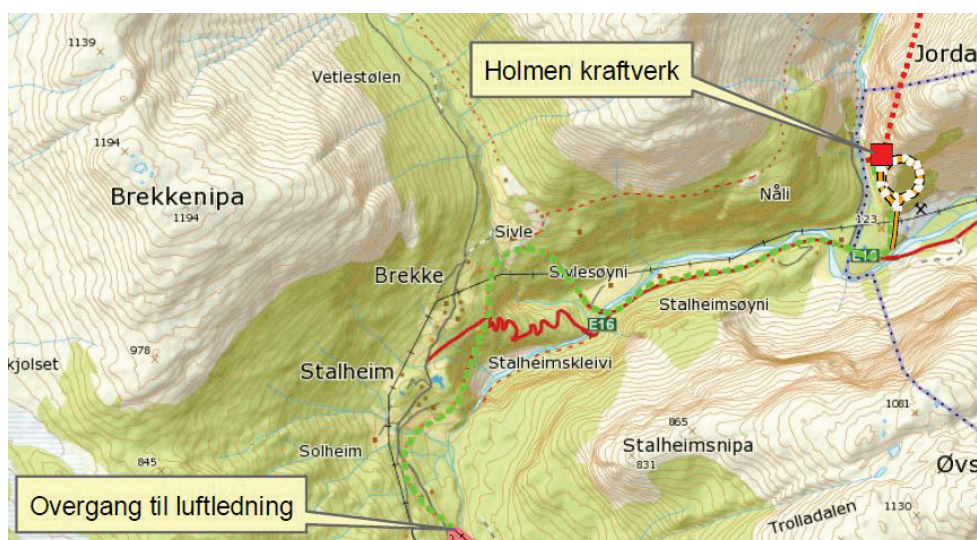 1139
Vetlestølen
Holmen kraftverk
Jorda
1194
Brekkenipa
1194
Nåli
123
Sivle
Brekke
Sivlesøyni
E16
Stalheimsøyni
E16
kjolset
978
Stalheim
Stalheimskleivi
865
1081
Solheim
Stalheimsnipa
845
831
Øvs
Overgang til luftledning
1130
Trolladalen